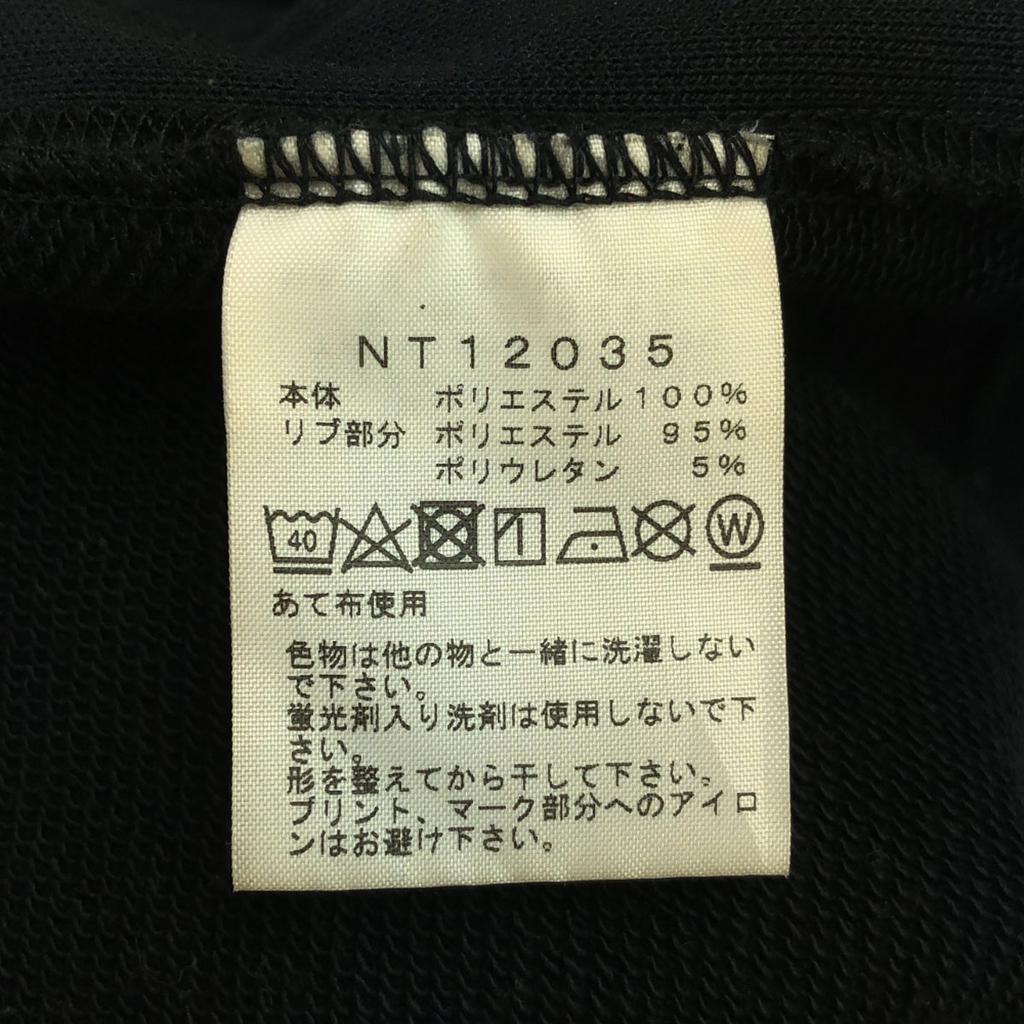 NT12035
本体 ポリエステル100%
リブ部分 ポリエステル 95%
ポリウレタン 5%
40 W
あて布使用
色物は他の物と一緒に洗濯しない
で下さい。
蛍光剤入り洗剤は使用しないで下
さい。
形を整えてから干して下さい。
プリント、マーク部分へのアイロ
ンはお避け下さい。